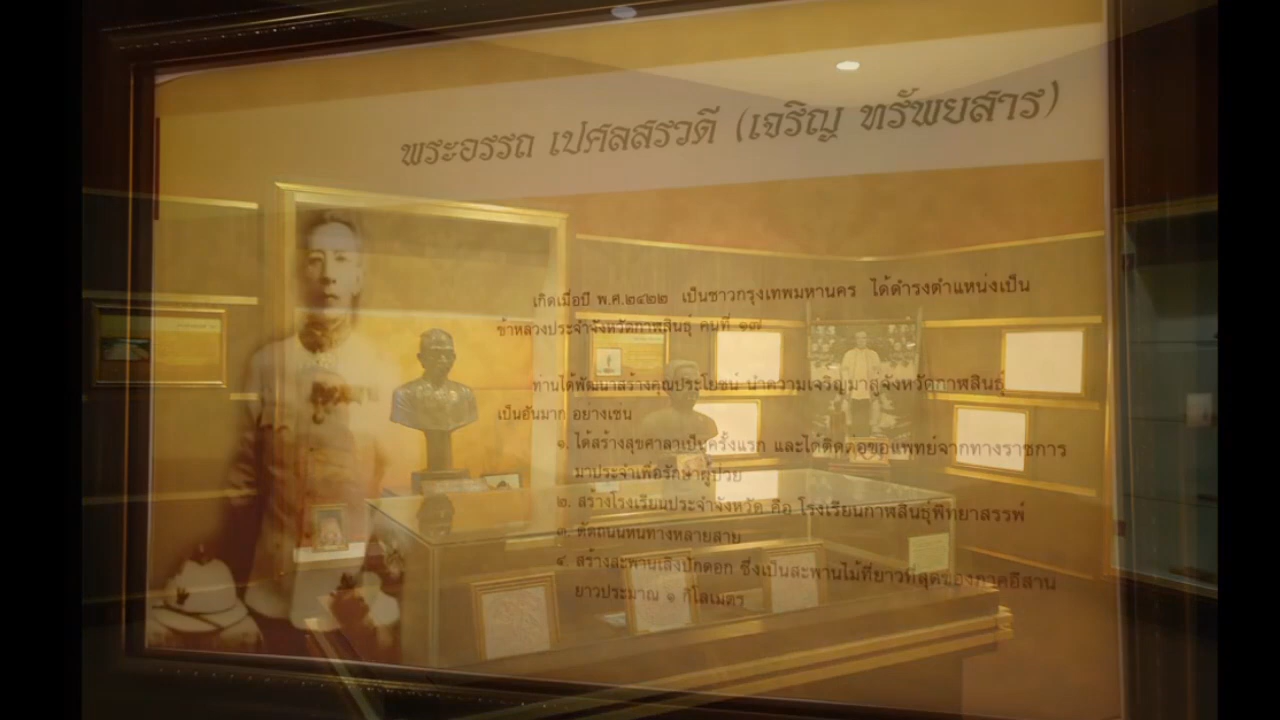 พระอรรถ เปศลสรวดี (เจริญ ทรัพยสาร)
เกิดเมื่อปี พ.ศ.๒๔๒๒ เป็นชาวกรุงเทพมหานคร ได้ดำรงตำแหน่งเป็น
ข้าหลวงประจำจังหวัดกาฬสินธุ์ คนที่ ๑๗
ท่านได้พัฒนาสร้างคุณประโยชน์ นำความเจริญมาสู่จังหวัดกาฬสินธุ์
เป็นอันมาก อย่างเช่น
๑. ได้สร้างสุขศาลาเป็นครั้งแรก และได้ติดต่อขอแพทย์จากทางราชการ
มาประจำเพื่อรักษาผู้ป่วย
๒. สร้างโรงเรียนประจำจังหวัด คือ โรงเรียนกาฬสินธุ์พิทยาสรรพ์
๓. ตัดถนนหนทางหลายสาย
๔ สร้างสะพานเลิงปักดอก ซึ่งเป็นสะพานไม้ที่ยาวที่สุดของภาคอีสาน
ยาวประมาณ ๑ กิโลเมตร